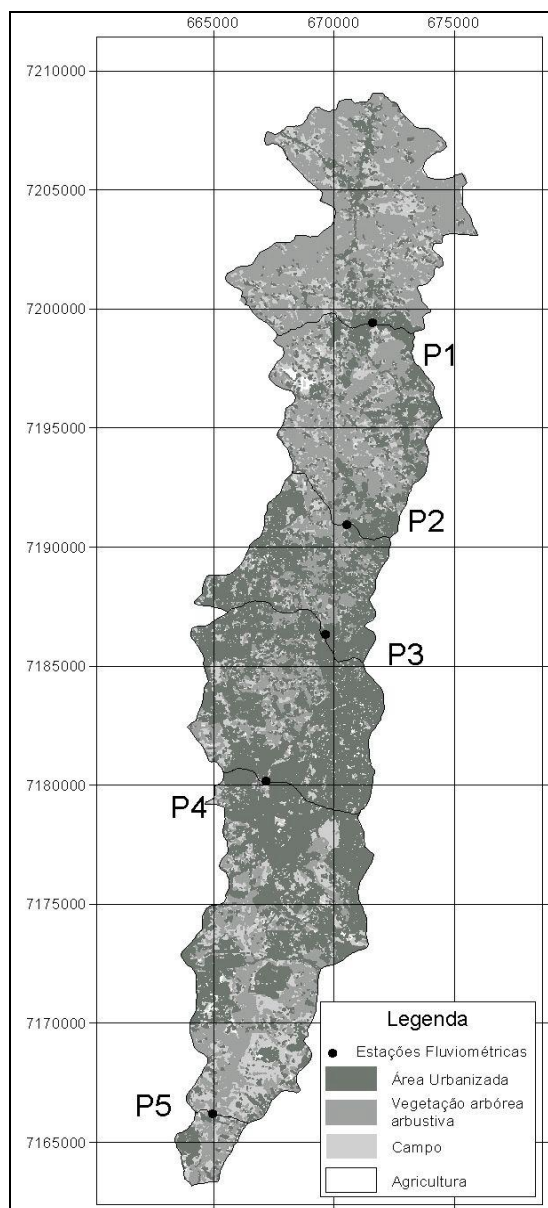 665000 670000 675000
7210000
7205000
7200000
P1
7195000
P2
7190000
P3
7185000
7180000
P4
7175000
7170000
P5
7165000
Legenda
Estações Fluviométricas
Área Urbanizada
Vegetação arbórea
arbustiva
Campo
Agricultura